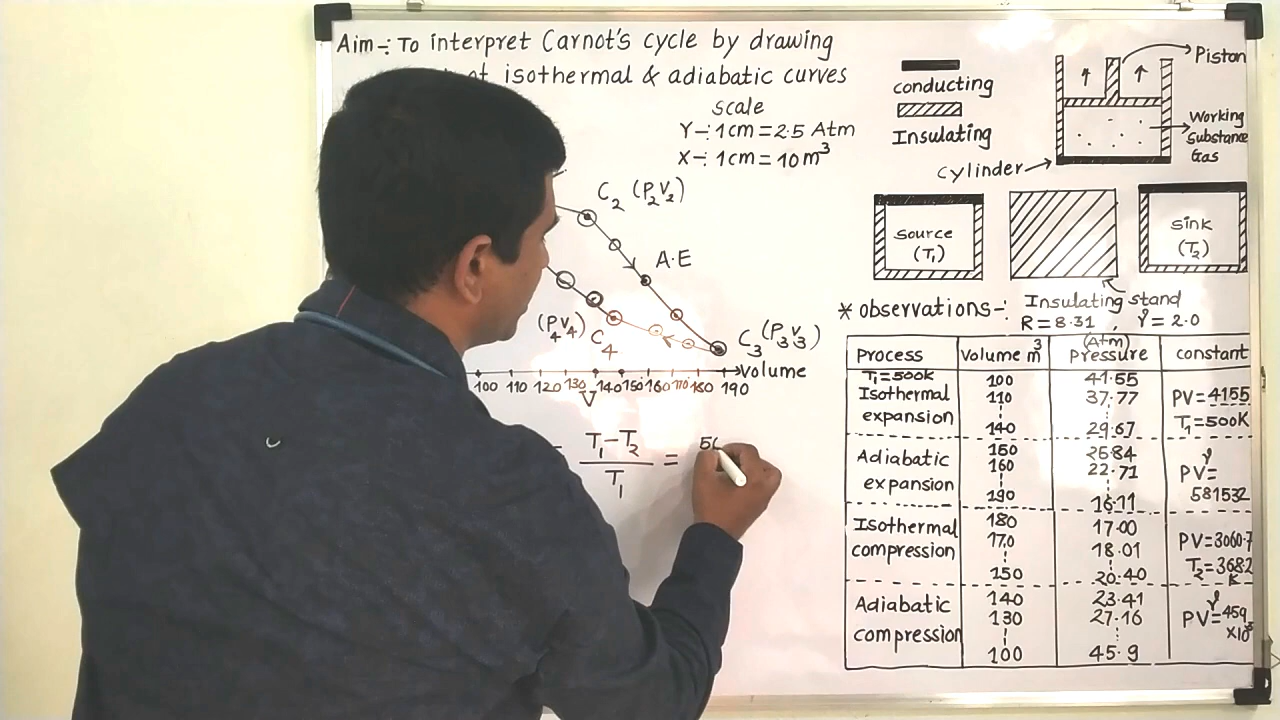 Aim -: To interpret Carnot's cycle by drawing
of isothermal & adiabatic curves
scale
Y -: 1cm = 2.5 Atm
X -: 1cm = 10m³
C₂ (P₂V₂)
A.E
(P₄V₄) C₄
C₃ (P₃V₃)
Volume
100 110 120 130 140 150 160 170 180 190
V
T₁-T₂
T₁
=
conducting
Insulating
Piston
Working
Substance
Gas
cylinder
Source
(T₁)
Sink
(T₂)
Insulating stand
* observations -:
R = 8.31 , γ = 2.0
Process Volume m³ (Atm) Pressure constant
T₁=500K 100 41.55
Isothermal 110 37.77 PV=4155
expansion 140 29.67 T₁=500K
Adiabatic 150 25.84 PVγ=
160 22.71
expansion 190 16.11 581532
Isothermal 180 17.00
compression 170 18.01 PV=3060.7
150 20.40 T₂=368.2 K
Adiabatic 140 23.41
compression 130 27.16 PVγ=459
×10⁵
100 45.9